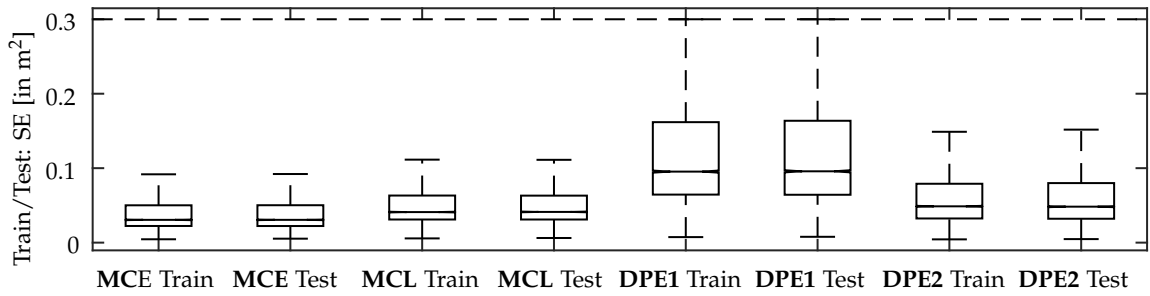 Train/Test: SE [in m²]
0.3
0.2
0.1
0
MCE Train MCE Test MCL Train MCL Test DPE1 Train DPE1 Test DPE2 Train DPE2 Test